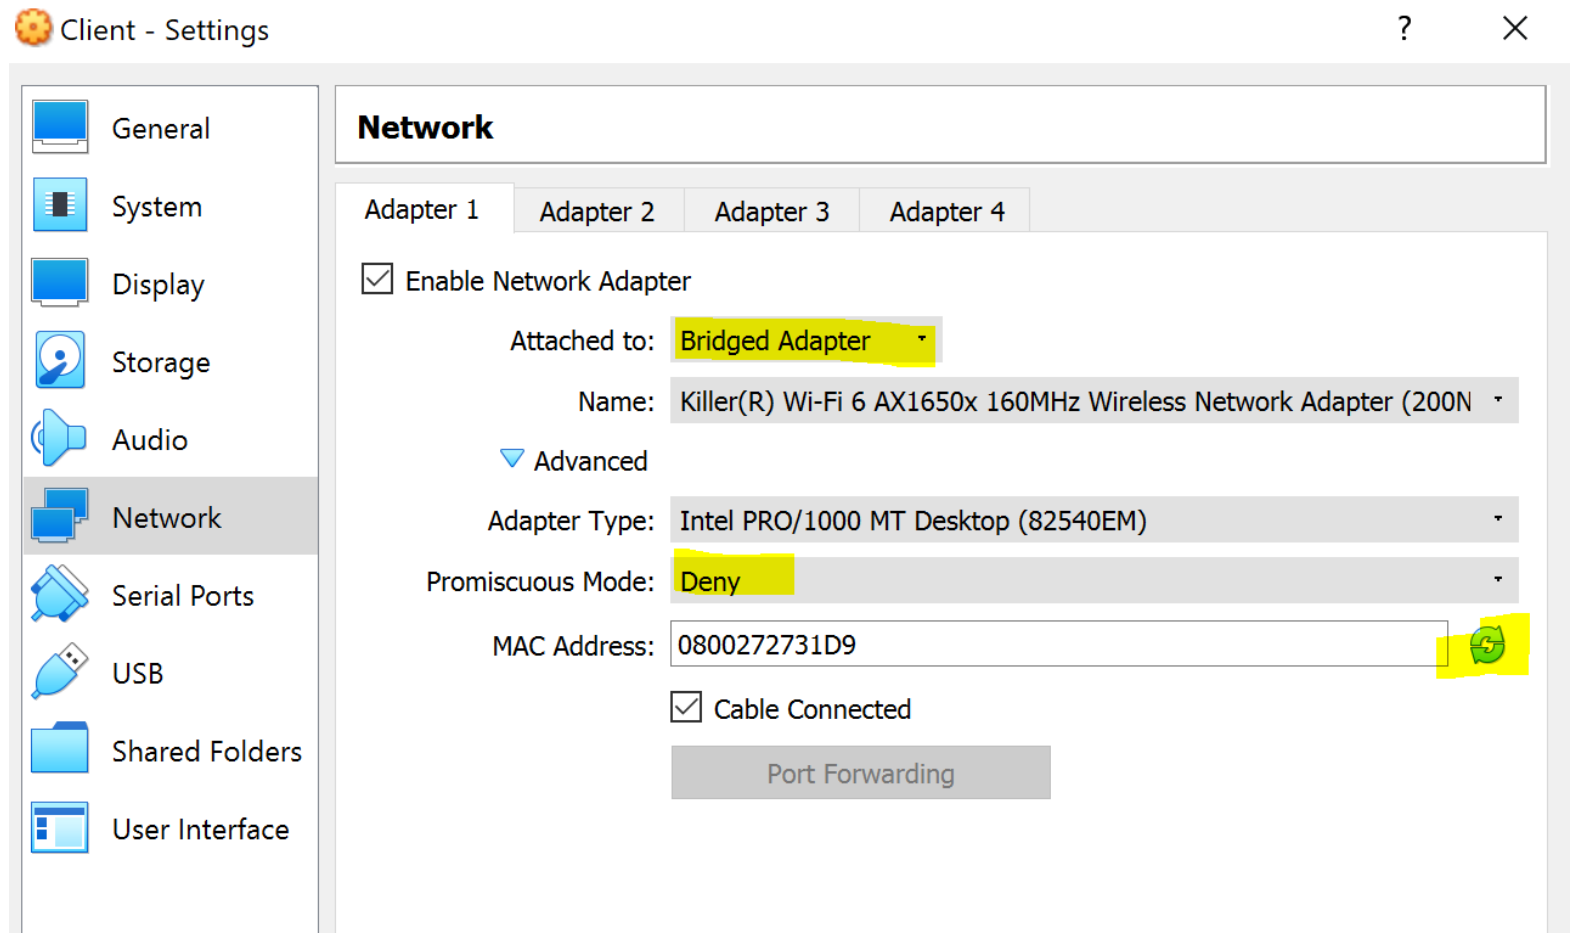 Client - Settings ?
General
System
Display
Storage
Audio
Network
Serial Ports
USB
Shared Folders
User Interface
Network
Adapter 1 Adapter 2 Adapter 3 Adapter 4
Enable Network Adapter
Attached to: Bridged Adapter
Name: Killer(R) Wi-Fi 6 AX1650x 160MHz Wireless Network Adapter (200N
Advanced
Adapter Type: Intel PRO/1000 MT Desktop (82540EM)
Promiscuous Mode: Deny
MAC Address: 0800272731D9
Cable Connected
Port Forwarding